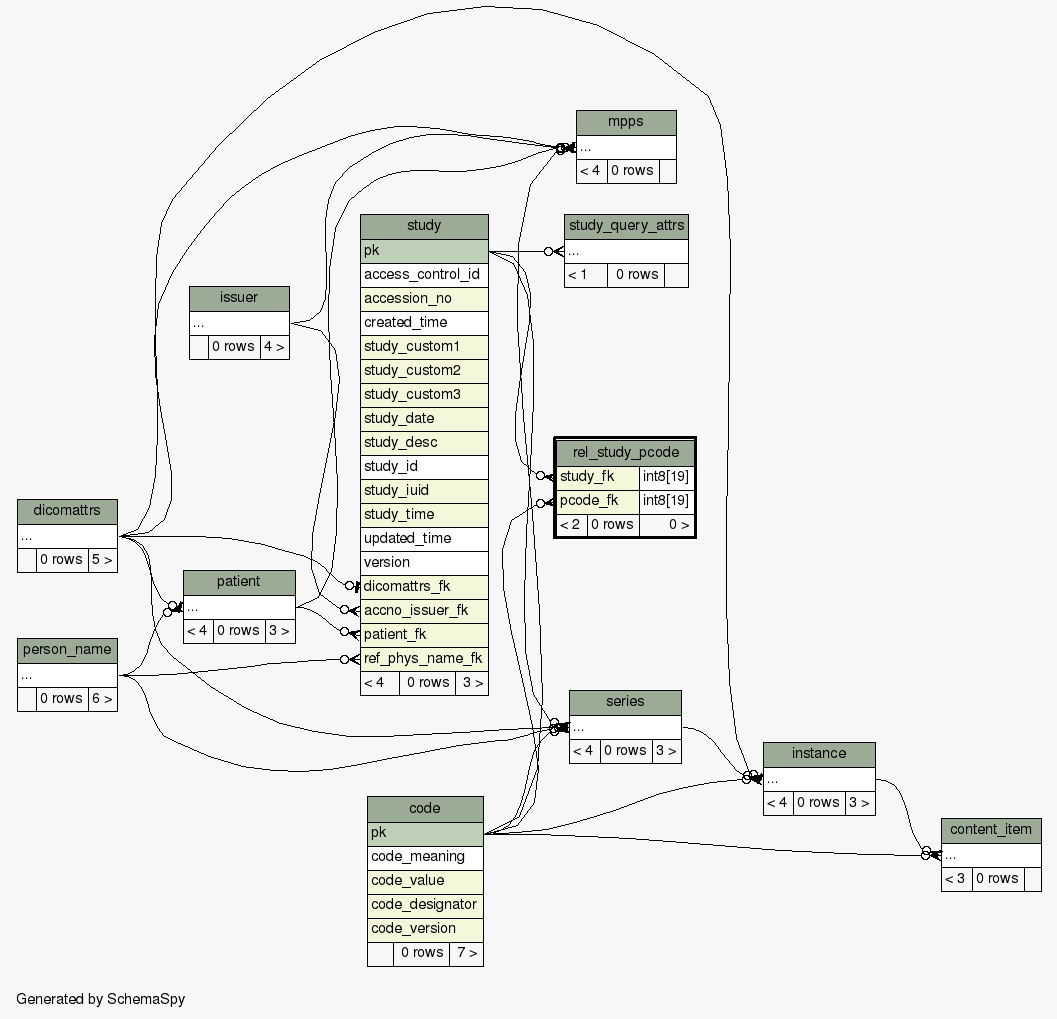 mpps
...
< 4 0 rows
study
pk
access_control_id
accession_no
created_time
study_custom1
study_custom2
study_custom3
study_date
study_desc
study_id
study_iuid
study_time
updated_time
version
dicomattrs_fk
accno_issuer_fk
patient_fk
ref_phys_name_fk
< 4 0 rows 3 >
study_query_attrs
...
< 1 0 rows
issuer
...
0 rows 4 >
rel_study_pcode
study_fk int8[19]
pcode_fk int8[19]
< 2 0 rows 0 >
dicomattrs
...
0 rows 5 >
patient
...
< 4 0 rows 3 >
person_name
...
0 rows 6 >
series
...
< 4 0 rows 3 >
instance
...
< 4 0 rows 3 >
code
pk
code_meaning
code_value
code_designator
code_version
0 rows 7 >
content_item
...
< 3 0 rows
Generated by SchemaSpy